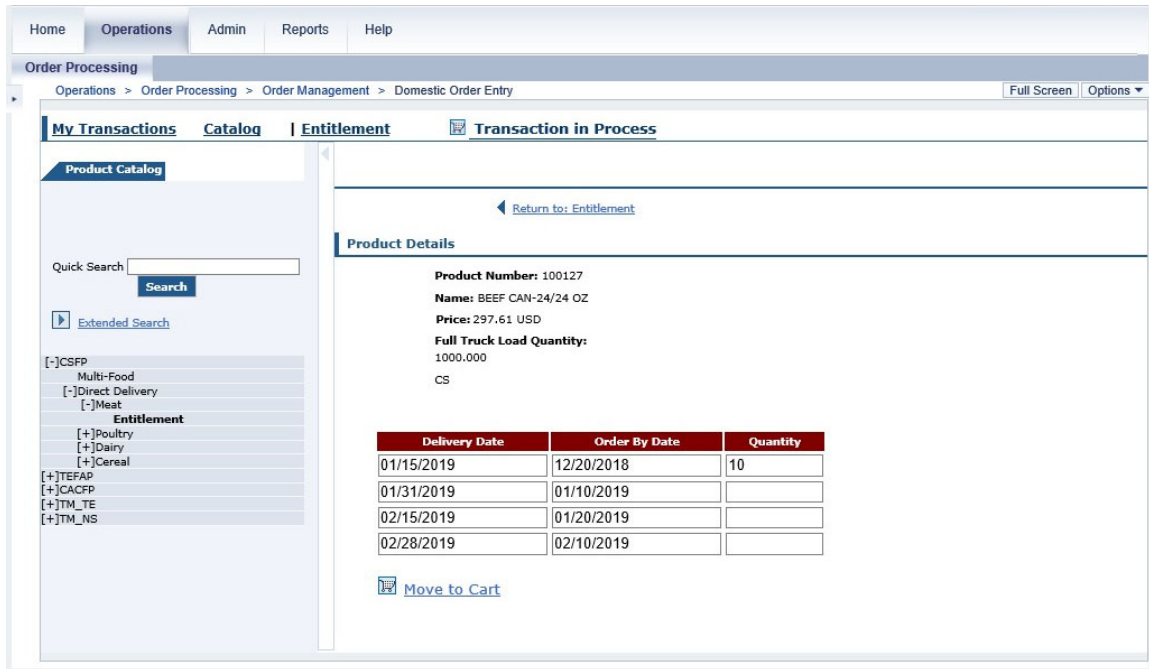 Home Operations Admin Reports Help
Order Processing
Operations > Order Processing > Order Management > Domestic Order Entry Full Screen Options
My Transactions Catalog | Entitlement Transaction in Process
Product Catalog
Return to: Entitlement
Product Details
Quick Search
Search
Extended Search
[-]CSFP
Multi-Food
[-]Direct Delivery
[-]Meat
Entitlement
[+]Poultry
[+]Dairy
[+]Cereal
[+]TEFAP
[+]CACFP
[+]TM_TE
[+]TM_NS
Product Number: 100127
Name: BEEF CAN-24/24 OZ
Price: 297.61 USD
Full Truck Load Quantity:
1000.000
CS
Delivery Date Order By Date Quantity
01/15/2019 12/20/2018 10
01/31/2019 01/10/2019
02/15/2019 01/20/2019
02/28/2019 02/10/2019
Move to Cart